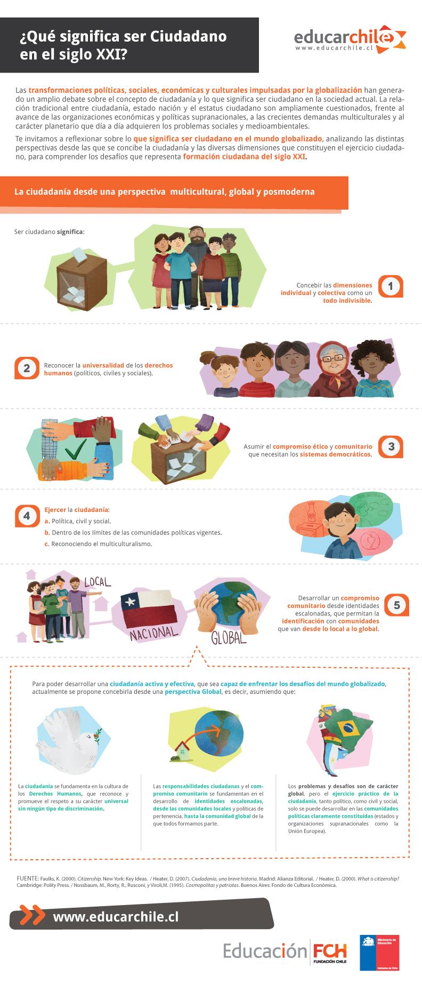 ¿Qué significa ser Ciudadano
en el siglo XXI?
educarchile
www.educarchile.cl
Las transformaciones políticas, sociales, económicas y culturales impulsadas por la globalización han genera-
do un amplio debate sobre el concepto de ciudadanía y lo que significa ser ciudadano en la sociedad actual. La rela-
ción tradicional entre ciudadanía, estado nación y el estatus ciudadano son ampliamente cuestionados, frente al
avance de las organizaciones económicas y políticas supranacionales, a las crecientes demandas multiculturales y al
carácter planetario que día a día adquieren los problemas sociales y medioambientales.
Te invitamos a reflexionar sobre lo que significa ser ciudadano en el mundo globalizado, analizando las distintas
perspectivas desde las que se concibe la ciudadanía y las diversas dimensiones que constituyen el ejercicio ciudada-
no, para comprender los desafíos que representa formación ciudadana del siglo XXI.
La ciudadanía desde una perspectiva multicultural, global y posmoderna
Ser ciudadano significa:
Concebir las dimensiones
individual y colectiva como un
todo indivisible.
1
2
Reconocer la universalidad de los derechos
humanos (políticos, civiles y sociales).
Asumir el compromiso ético y comunitario
que necesitan los sistemas democráticos.
3
4
Ejercer la ciudadanía:
a. Política, civil y social.
b. Dentro de los límites de las comunidades políticas vigentes.
c. Reconociendo el multiculturalismo.
LOCAL
NACIONAL
GLOBAL
Desarrollar un compromiso
comunitario desde identidades
escalonadas, que permitan la
identificación con comunidades
que van desde lo local a lo global.
5
Para poder desarrollar una ciudadanía activa y efectiva, que sea capaz de enfrentar los desafíos del mundo globalizado,
actualmente se propone concebirla desde una perspectiva Global, es decir, asumiendo que:
La ciudadanía se fundamenta en la cultura de
los Derechos Humanos, que reconoce y
promueve el respeto a su carácter universal
sin ningún tipo de discriminación.
Las responsabilidades ciudadanas y el com-
promiso comunitario se fundamentan en el
desarrollo de identidades escalonadas,
desde las comunidades locales y políticas de
pertenencia, hasta la comunidad global de la
que todos formamos parte.
Los problemas y desafíos son de carácter
global, pero el ejercicio práctico de la
ciudadanía, tanto político, como civil y social,
solo se puede desarrollar en las comunidades
políticas claramente constituidas (estados y
organizaciones supranacionales como la
Unión Europea).
FUENTE: Faulks, K. (2000). Citizenship. New York: Key Ideas. / Heater, D. (2007). Ciudadanía, una breve historia. Madrid: Alianza Editorial. / Heater, D. (2000). What is citizenship?
Cambridge: Polity Press. / Nussbaum, M., Rorty, R., Rusconi, y Viroli,M. (1995). Cosmopolitas y patriotas. Buenos Aires: Fondo de Cultura Económica.
www.educarchile.cl
Educación
FCH
FUNDACIÓN CHILE
Ministerio de
Educación
Gobierno de Chile